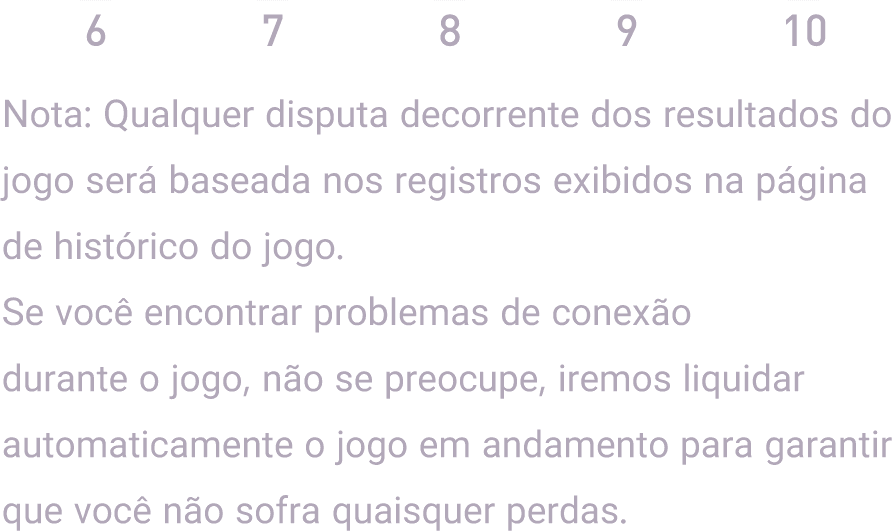 6 7 8 9 10
Nota: Qualquer disputa decorrente dos resultados do
jogo será baseada nos registros exibidos na página
de histórico do jogo.
Se você encontrar problemas de conexão
durante o jogo, não se preocupe, iremos liquidar
automaticamente o jogo em andamento para garantir
que você não sofra quaisquer perdas.